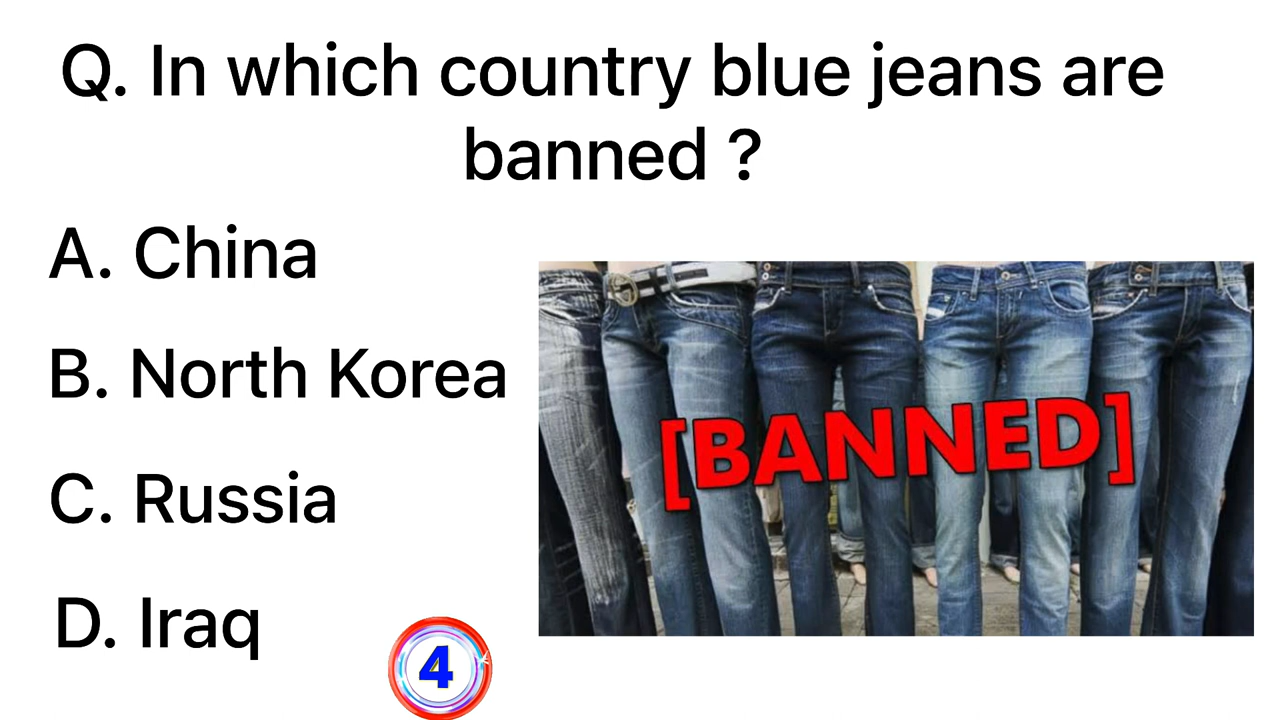 Q. In which country blue jeans are
banned ?
A. China
B. North Korea
[BANNED]
C. Russia
D. Iraq
4